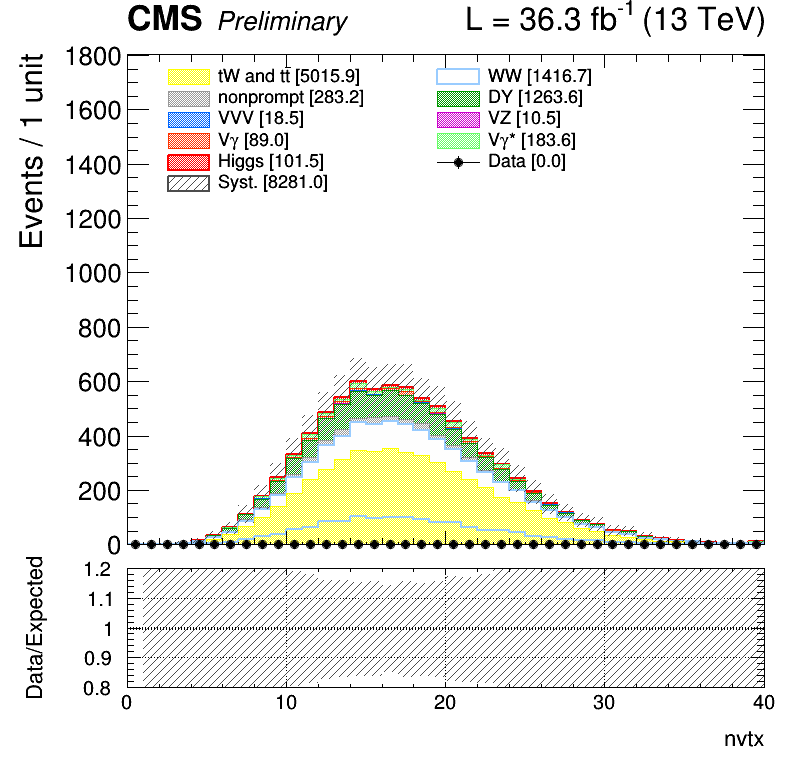 CMS Preliminary L = 36.3 fb⁻¹ (13 TeV)
Events / 1 unit
1800
1600
1400
1200
1000
800
600
400
200
0
tW and tt̄ [5015.9]
nonprompt [283.2]
VVV [18.5]
Vγ [89.0]
Higgs [101.5]
Syst. [8281.0]
WW [1416.7]
DY [1263.6]
VZ [10.5]
Vγ* [183.6]
Data [0.0]
Data/Expected
1.2
1.1
1
0.9
0.8
0 10 20 30 40
nvtx